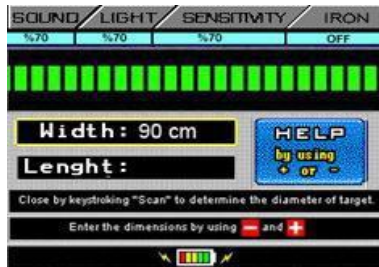 SOUND LIGHT SENSITIVITY IRON
%70 %70 %70 OFF
Width: 90 cm
Lenght:
HELP
by using
+ or -
Close by keystroking "Scan" to determine the diameter of target.
Enter the dimensions by using - and +